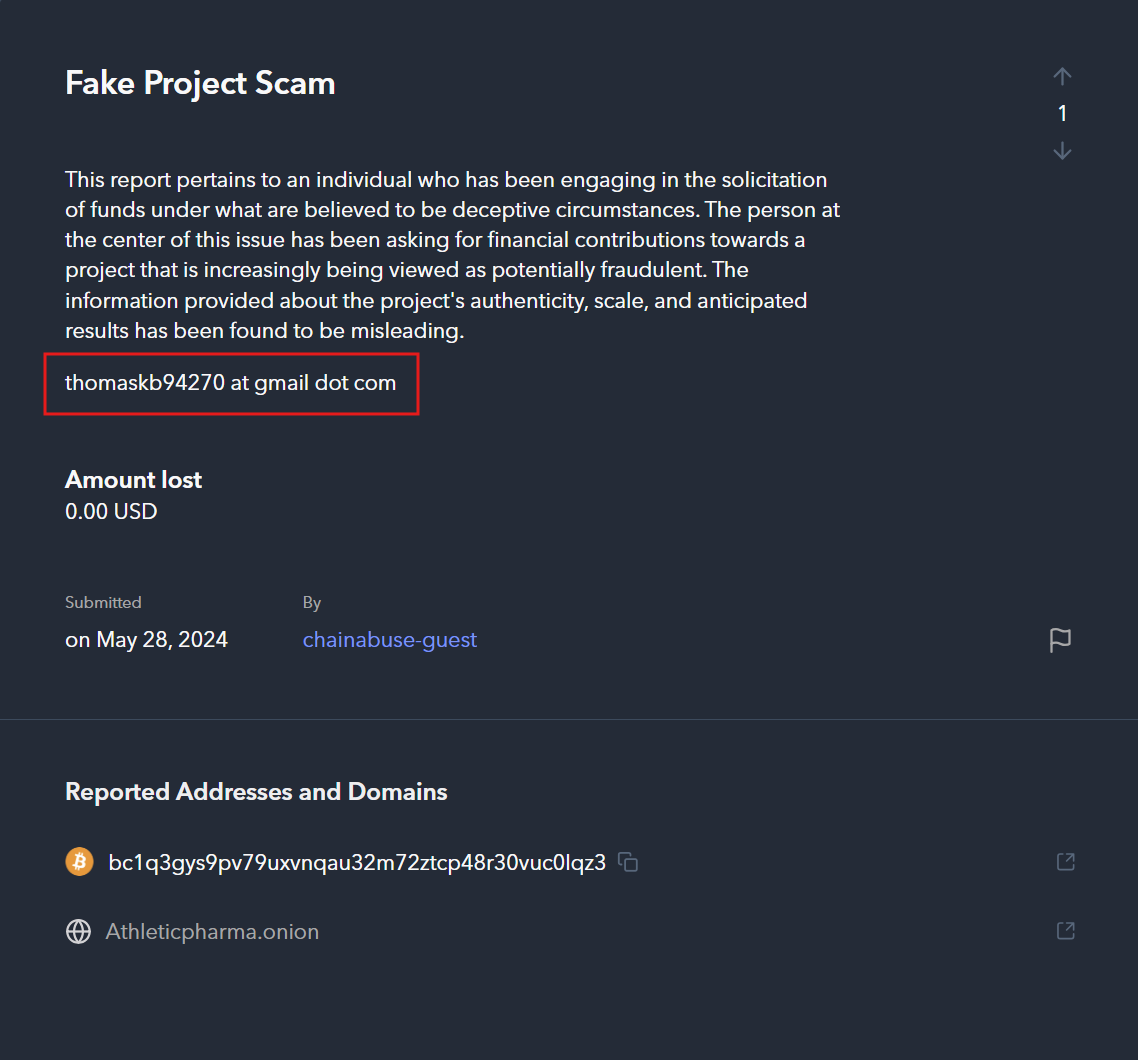 Fake Project Scam
1
This report pertains to an individual who has been engaging in the solicitation
of funds under what are believed to be deceptive circumstances. The person at
the center of this issue has been asking for financial contributions towards a
project that is increasingly being viewed as potentially fraudulent. The
information provided about the project's authenticity, scale, and anticipated
results has been found to be misleading.
thomaskb94270 at gmail dot com
Amount lost
0.00 USD
Submitted By
on May 28, 2024 chainabuse-guest
Reported Addresses and Domains
bc1q3gys9pv79uxvnqau32m72ztcp48r30vuc0lqz3
Athleticpharma.onion